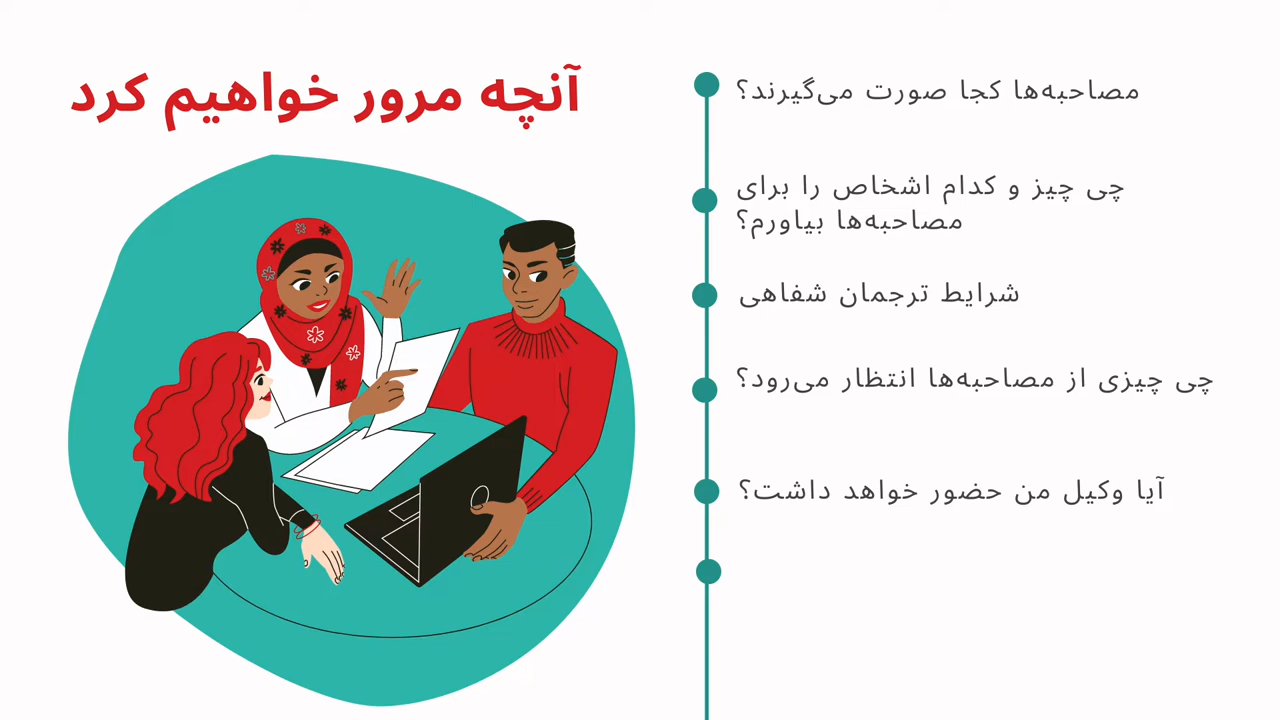 آنچه مرور خواهیم کرد
مصاحبه‌ها کجا صورت می‌گیرند؟
چی چیز و کدام اشخاص را برای
مصاحبه‌ها بیاورم؟
شرایط ترجمان شفاهی
چی چیزی از مصاحبه‌ها انتظار می‌رود؟
آیا وکیل من حضور خواهد داشت؟